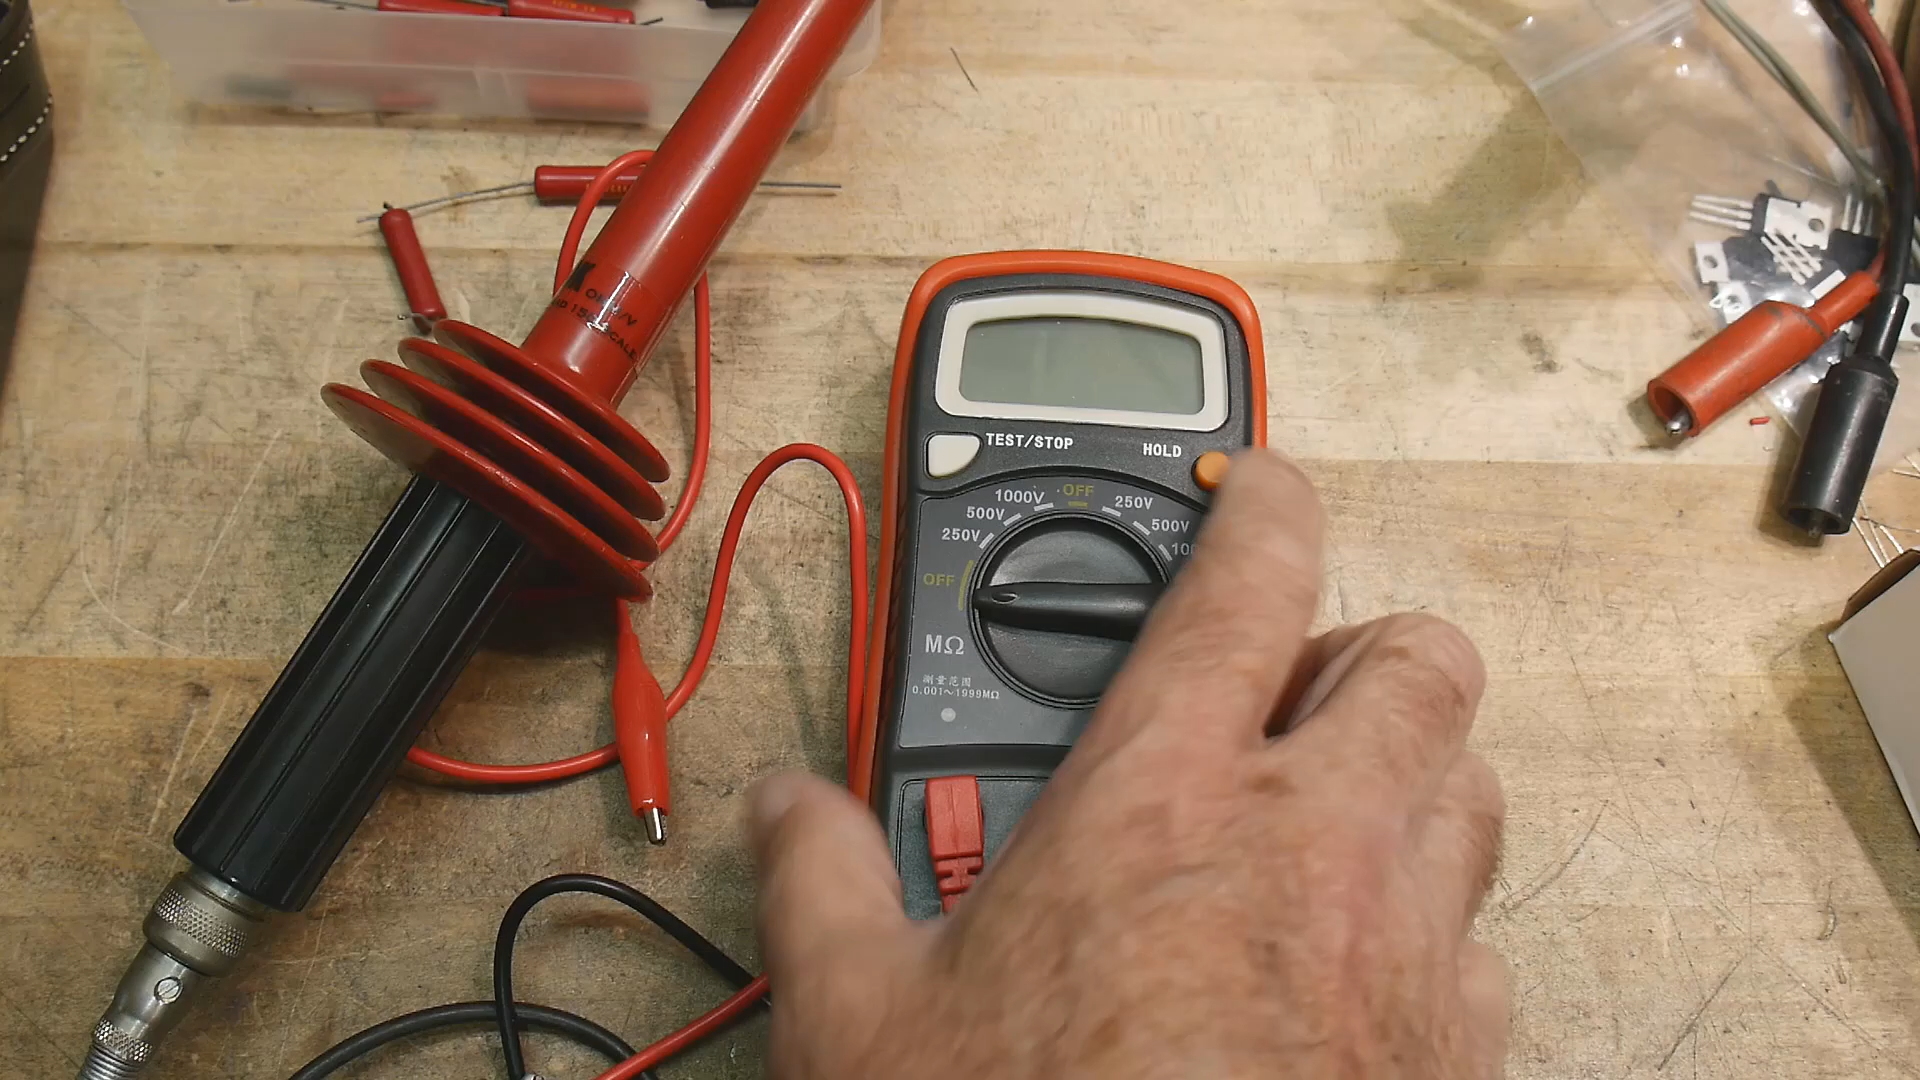 TEST/STOP
HOLD
1000V
OFF
250V
500V
500V
250V
OFF
MΩ
测量范围
0.001~1999MΩ